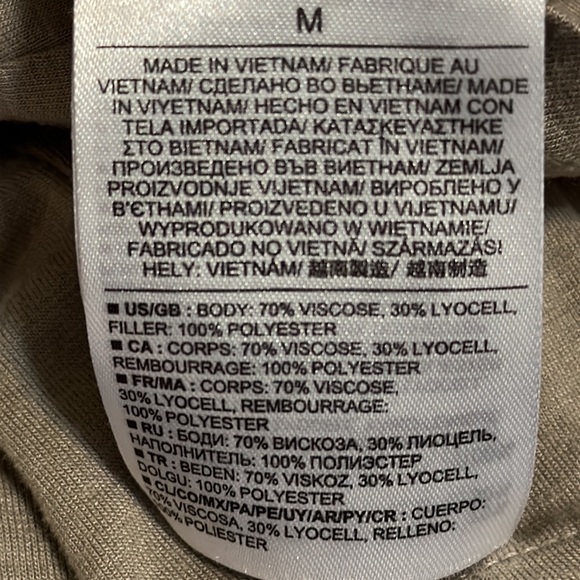 M
MADE IN VIETNAM/ FABRIQUE AU
VIETNAM/ СДЕЛАНО ВО ВЬЕТНАМЕ/ MADE
IN VIYETNAM/ HECHO EN VIETNAM CON
TELA IMPORTADA/ ΚΑΤΑΣΚΕΥΑΣΤΗΚΕ
ΣΤΟ ΒΙΕΤΝΑΜ/ FABRICAT ÎN VIETNAM/
ПРОИЗВЕДЕНО ВЪВ ВИЕТНАМ/ ZEMLJA
PROIZVODNJE VIJETNAM/ ВИРОБЛЕНО У
В'ЄТНАМІ/ PROIZVEDENO U VIJETNAMU/
WYPRODUKOWANO W WIETNAMIE/
FABRICADO NO VIETNÃ/ SZÁRMAZÁSI
HELY: VIETNÁM/ 越南製造/ 越南制造
■ US/GB : BODY: 70% VISCOSE, 30% LYOCELL,
FILLER: 100% POLYESTER
■ CA : CORPS: 70% VISCOSE, 30% LYOCELL,
REMBOURRAGE: 100% POLYESTER
■ FR/MA : CORPS: 70% VISCOSE,
30% LYOCELL, REMBOURRAGE:
100% POLYESTER
■ RU : БОДИ: 70% ВИСКОЗА, 30% ЛИОЦЕЛЬ,
НАПОЛНИТЕЛЬ: 100% ПОЛИЭСТЕР
■ TR : BEDEN: 70% VISKOZ, 30% LYOCELL,
DOLGU: 100% POLYESTER
■ CL/CO/MX/PA/PE/UY/AR/PY/CR : CUERPO:
70% VISCOSA, 30% LYOCELL, RELLENO:
100% POLIESTER